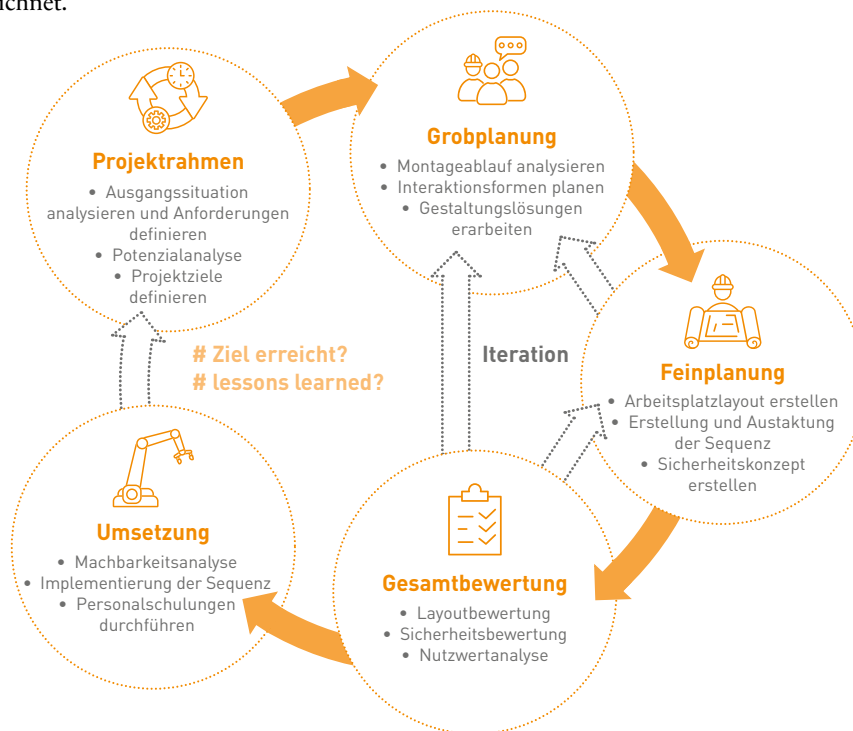 Projektrahmen
• Ausgangssituation
analysieren und Anforderungen
definieren
• Potenzialanalyse
• Projektziele
definieren
Grobplanung
• Montageablauf analysieren
• Interaktionsformen planen
• Gestaltungslösungen
erarbeiten
# Ziel erreicht?
# lessons learned?
Iteration
Feinplanung
• Arbeitsplatzlayout erstellen
• Erstellung und Austaktung
der Sequenz
• Sicherheitskonzept
erstellen
Umsetzung
• Machbarkeitsanalyse
• Implementierung der Sequenz
• Personalschulungen
durchführen
Gesamtbewertung
• Layoutbewertung
• Sicherheitsbewertung
• Nutzwertanalyse